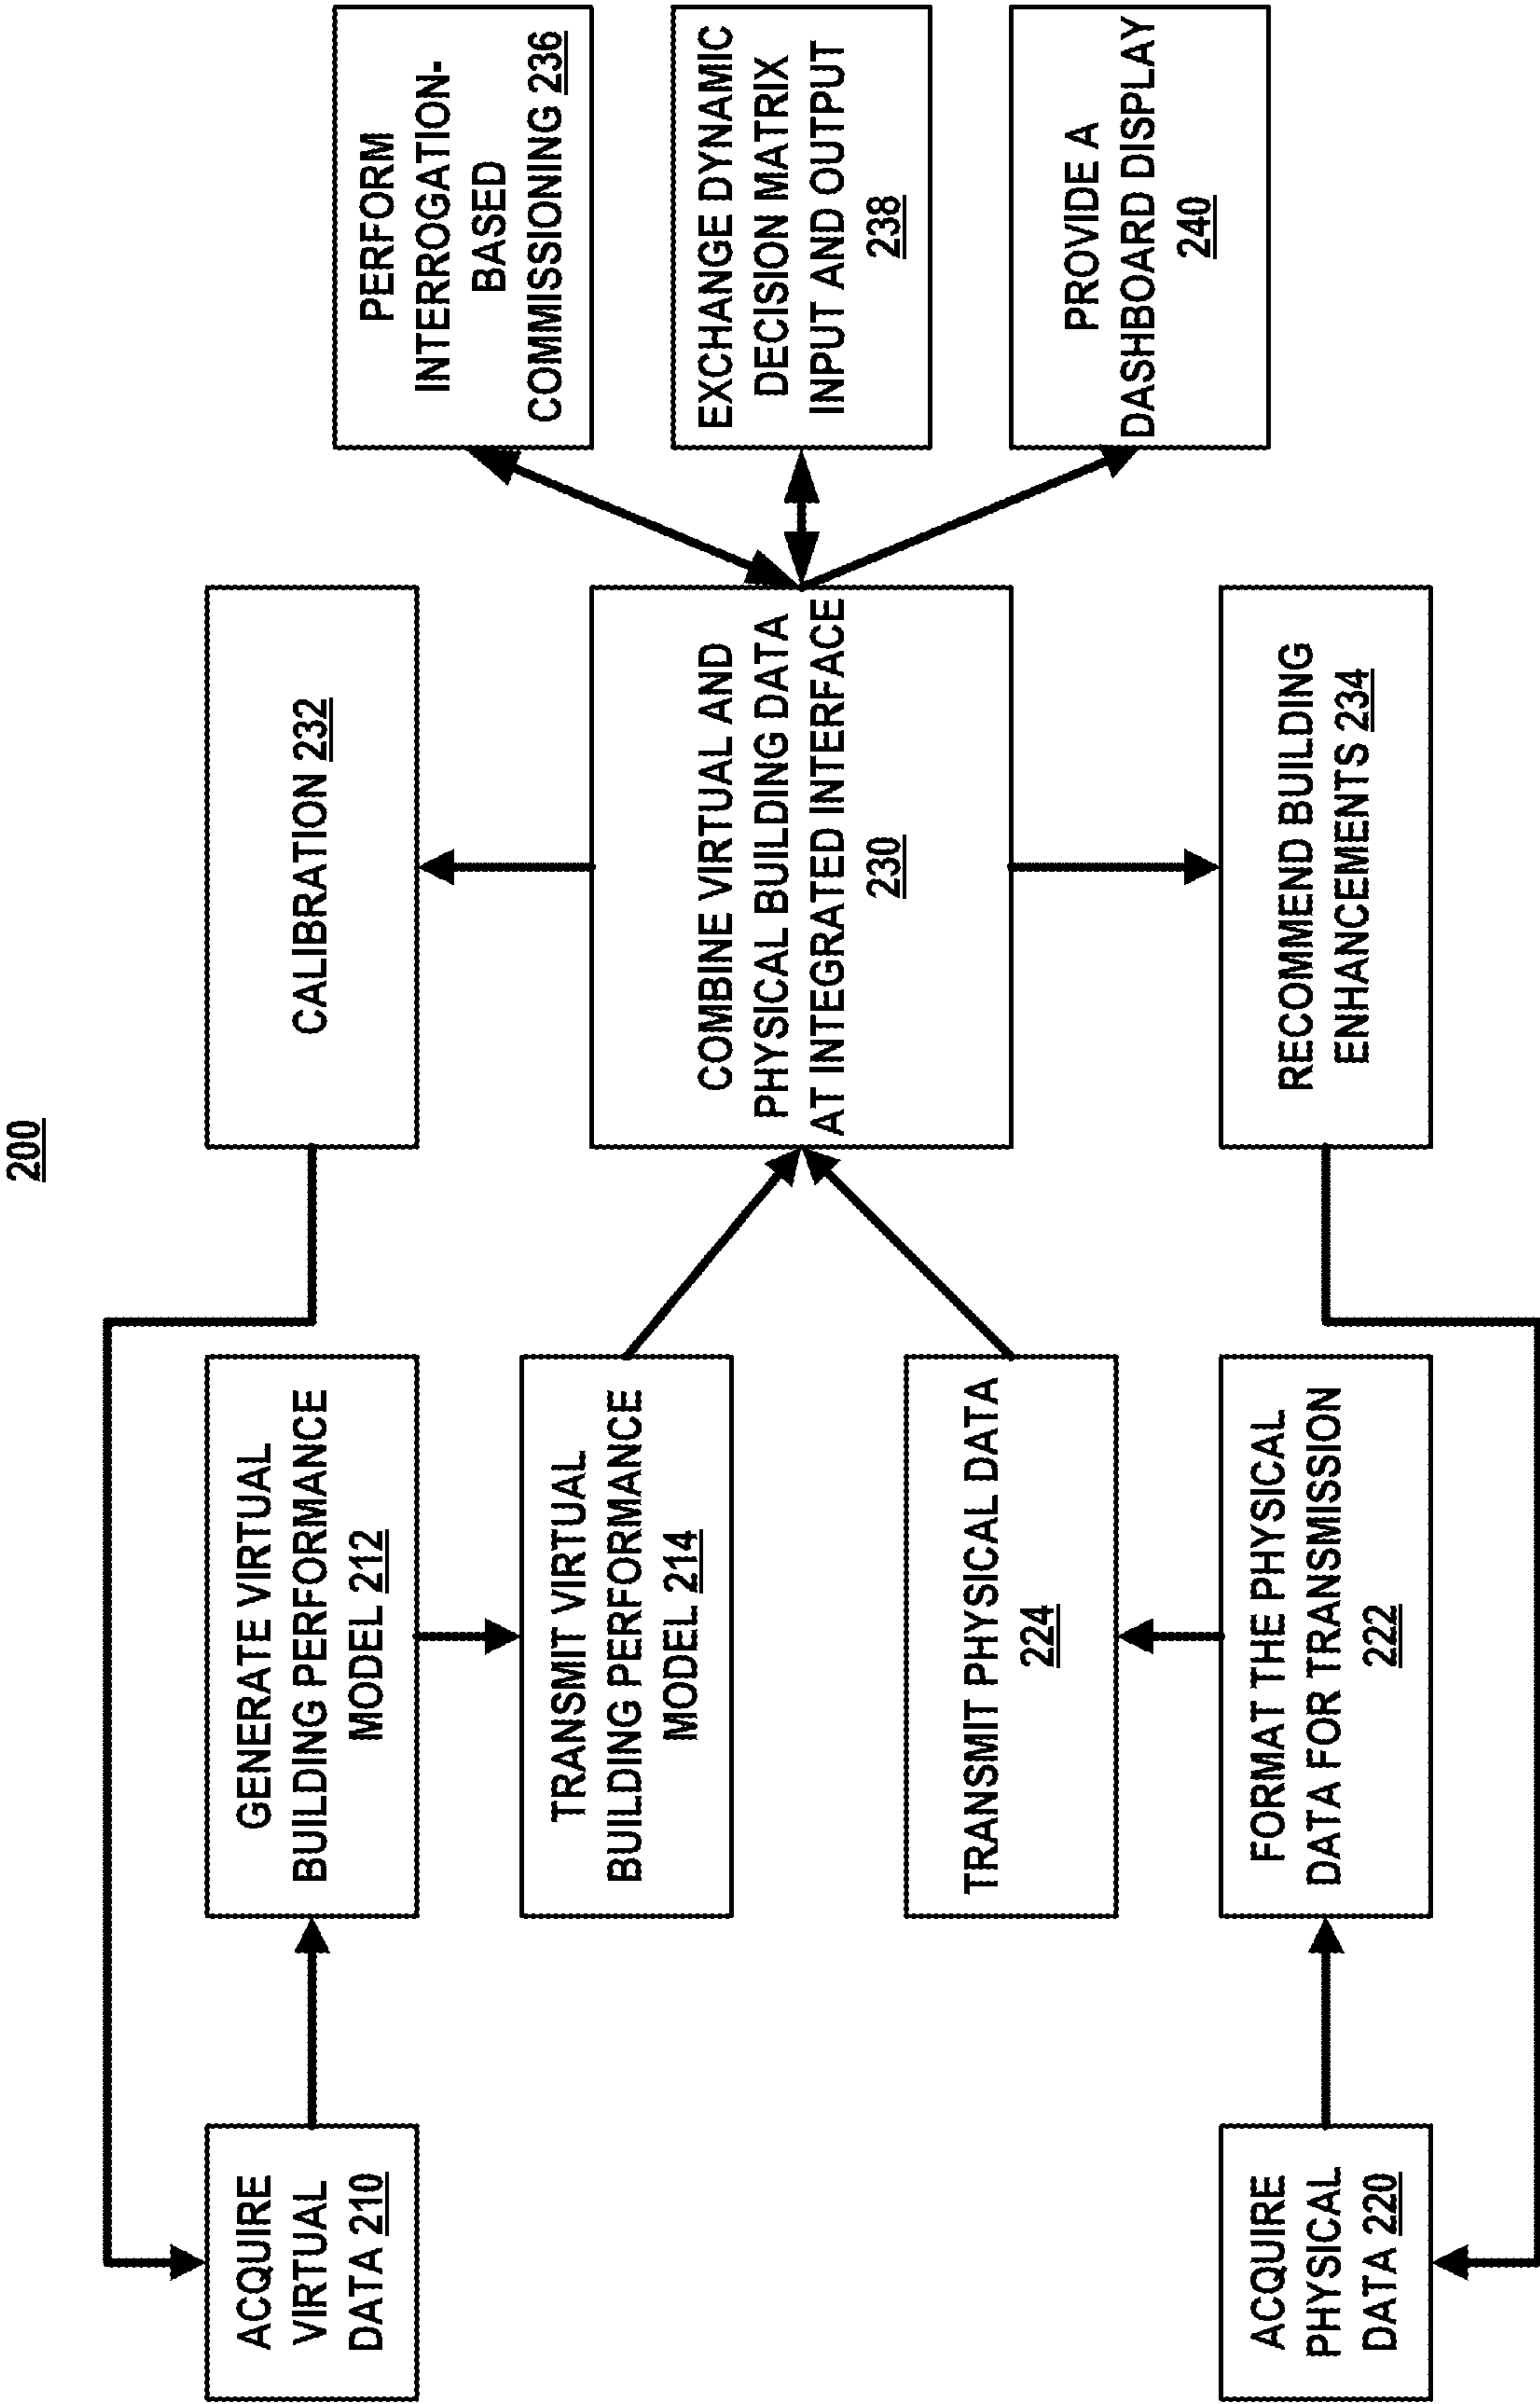 200
ACQUIRE
VIRTUAL
DATA 210
GENERATE VIRTUAL
BUILDING PERFORMANCE
MODEL 212
TRANSMIT VIRTUAL
BUILDING PERFORMANCE
MODEL 214
ACQUIRE
PHYSICAL
DATA 220
FORMAT THE PHYSICAL
DATA FOR TRANSMISSION
222
TRANSMIT PHYSICAL DATA
224
CALIBRATION 232
COMBINE VIRTUAL AND
PHYSICAL BUILDING DATA
AT INTEGRATED INTERFACE
230
RECOMMEND BUILDING
ENHANCEMENTS 234
PERFORM
INTERROGATION-
BASED
COMMISSIONING 236
EXCHANGE DYNAMIC
DECISION MATRIX
INPUT AND OUTPUT
238
PROVIDE A
DASHBOARD DISPLAY
240